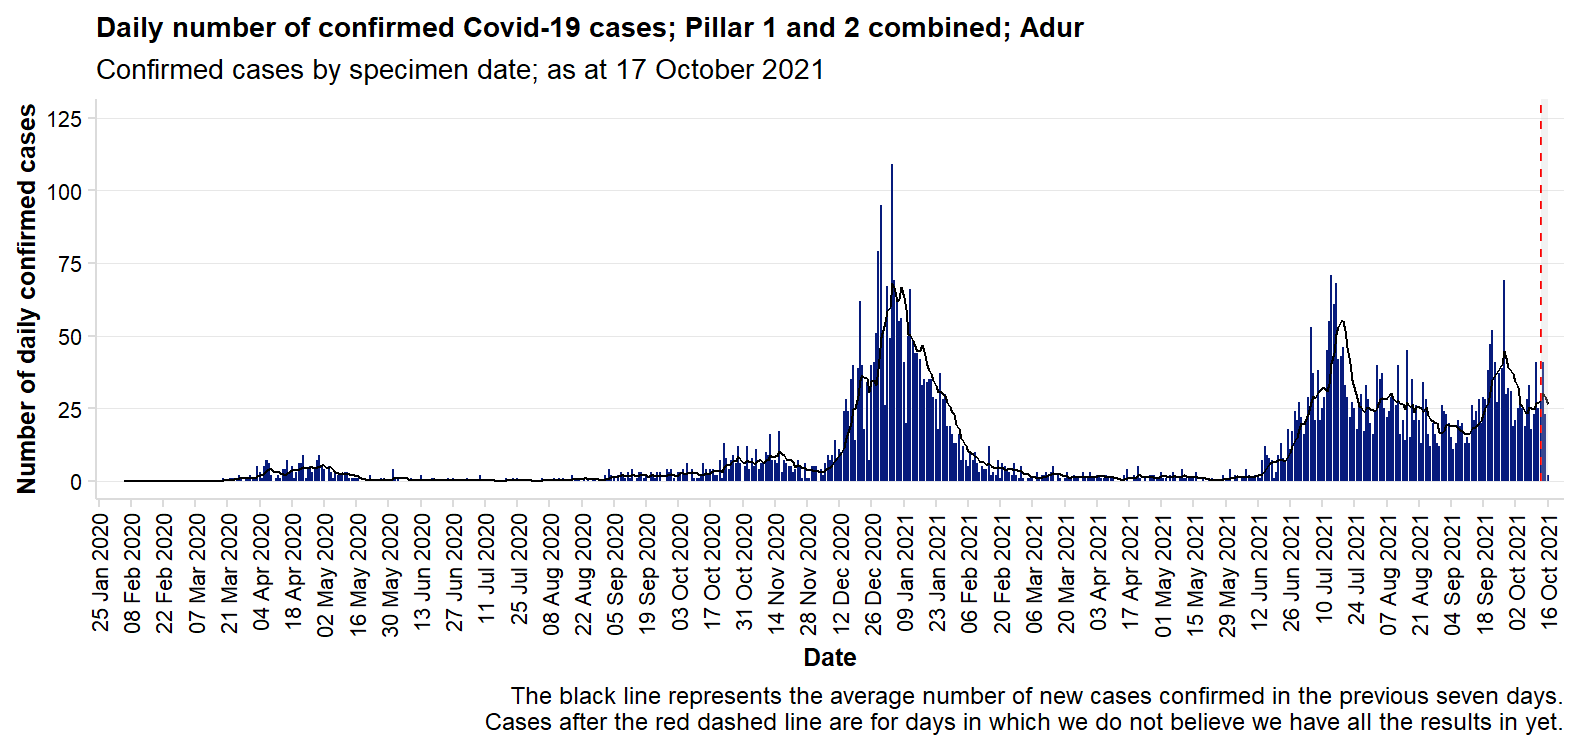 Daily number of confirmed Covid-19 cases; Pillar 1 and 2 combined; Adur
Confirmed cases by specimen date; as at 17 October 2021
Number of daily confirmed cases
125
100
75
50
25
0
25 Jan 2020
08 Feb 2020
22 Feb 2020
07 Mar 2020
21 Mar 2020
04 Apr 2020
18 Apr 2020
02 May 2020
16 May 2020
30 May 2020
13 Jun 2020
27 Jun 2020
11 Jul 2020
25 Jul 2020
08 Aug 2020
22 Aug 2020
05 Sep 2020
19 Sep 2020
03 Oct 2020
17 Oct 2020
31 Oct 2020
14 Nov 2020
28 Nov 2020
12 Dec 2020
26 Dec 2020
09 Jan 2021
23 Jan 2021
06 Feb 2021
20 Feb 2021
06 Mar 2021
20 Mar 2021
03 Apr 2021
17 Apr 2021
01 May 2021
15 May 2021
29 May 2021
12 Jun 2021
26 Jun 2021
10 Jul 2021
24 Jul 2021
07 Aug 2021
21 Aug 2021
04 Sep 2021
18 Sep 2021
02 Oct 2021
16 Oct 2021
Date
The black line represents the average number of new cases confirmed in the previous seven days.
Cases after the red dashed line are for days in which we do not believe we have all the results in yet.